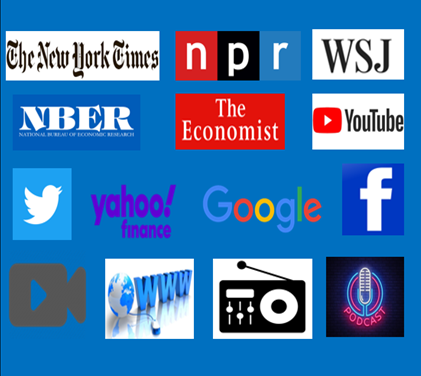 The New York Times
npr
WSJ
NBER
NATIONAL BUREAU OF ECONOMIC RESEARCH
The
Economist
YouTube
yahoo!
finance
Google
f
www
PODCAST